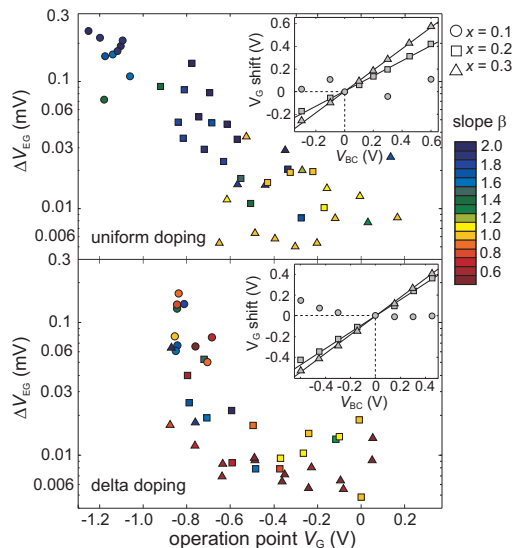 0.3
0.1
0.06
0.03
0.01
0.006
ΔV_EG (mV)
uniform doping
0.6
0.4
0.2
0.0
-0.2
V_G shift (V)
0.0 0.2 0.4 0.6
V_BC (V)
x = 0.1
x = 0.2
x = 0.3
slope β
2.0
1.8
1.6
1.4
1.2
1.0
0.8
0.6
0.3
0.1
0.06
0.03
0.01
0.006
ΔV_EG (mV)
delta doping
0.4
0.2
0.0
-0.2
-0.4
V_G shift (V)
-0.4 -0.2 0.0 0.2 0.4
V_BC (V)
-1.2 -1.0 -0.8 -0.6 -0.4 -0.2 0.0 0.2
operation point V_G (V)